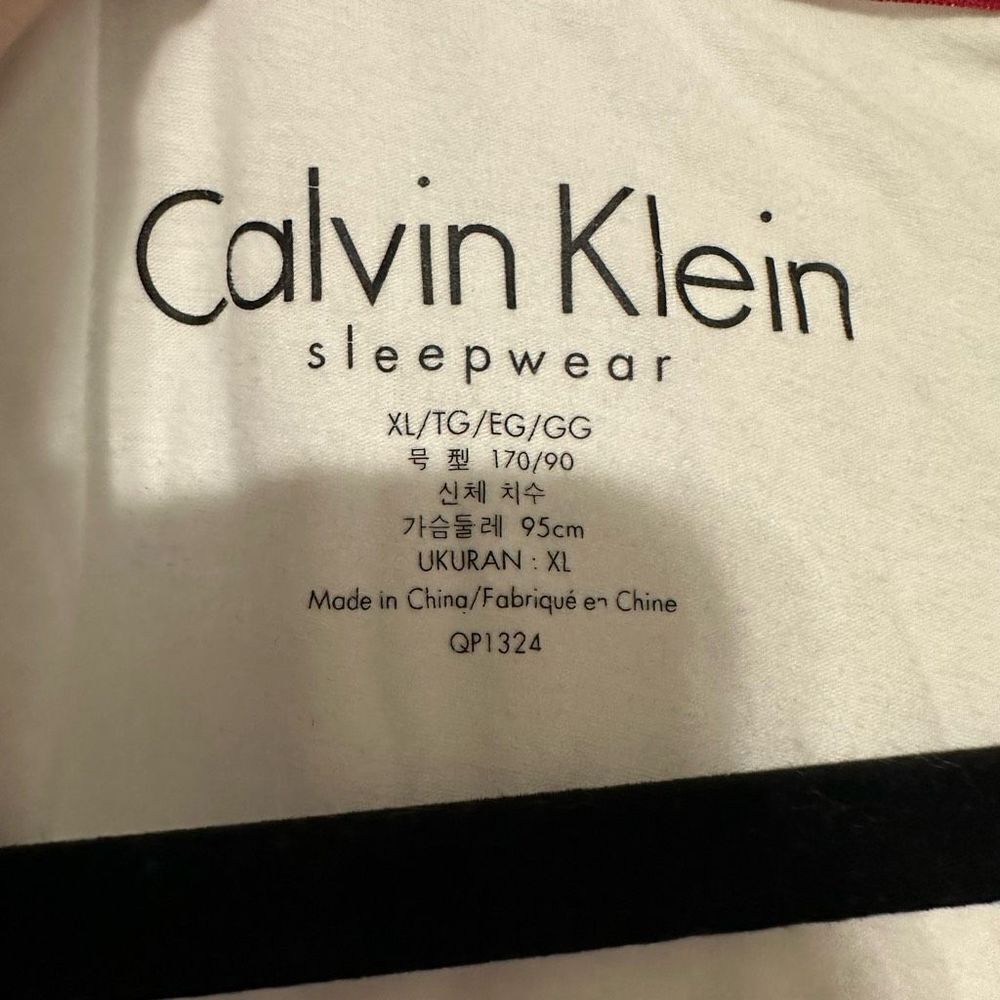 Calvin Klein
sleepwear
XL/TG/EG/GG
号 型 170/90
신체 치수
가슴둘레 95cm
UKURAN : XL
Made in China/Fabriqué en Chine
QP1324